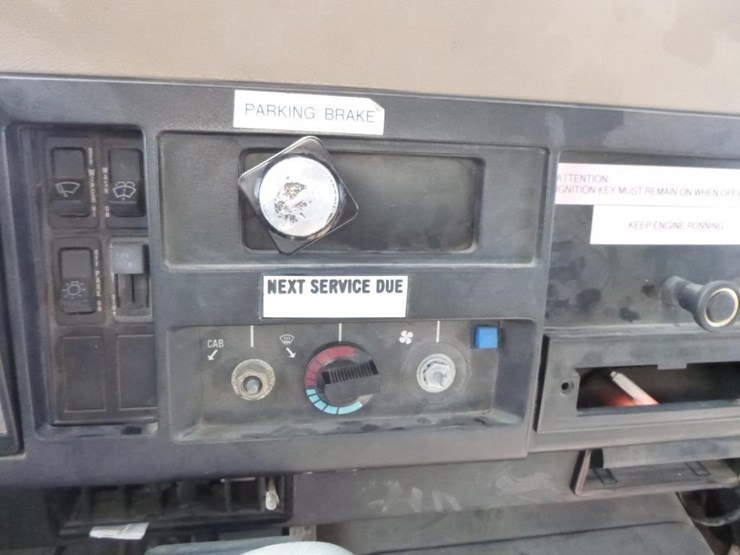 PARKING BRAKE
ATTENTION:
IGNITION KEY MUST REMAIN ON WHEN
KEEP ENGINE RUNNING
NEXT SERVICE DUE
CAB